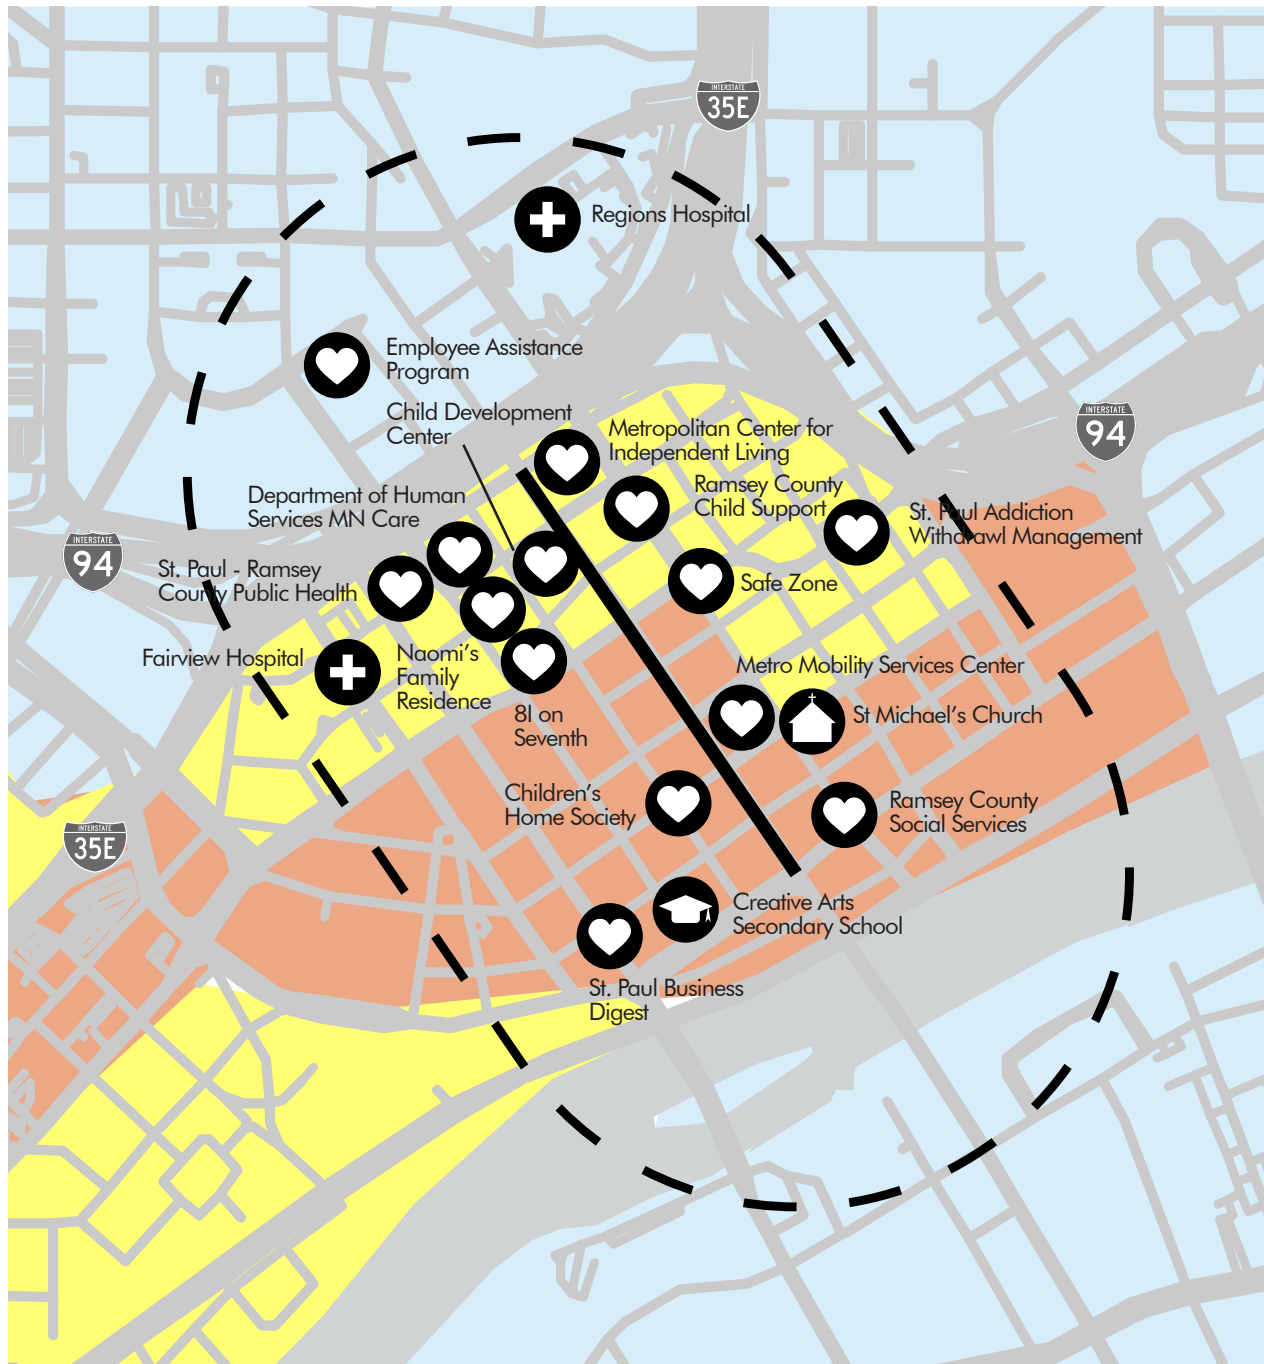 INTERSTATE
35E
Regions Hospital
Employee Assistance
Program
Child Development
Center
INTERSTATE
94
Metropolitan Center for
Independent Living
Ramsey County
Child Support
Department of Human
Services MN Care
St. Paul Addiction
Withdrawl Management
INTERSTATE
94
St. Paul - Ramsey
County Public Health
Safe Zone
Fairview Hospital
Naomi's
Family
Residence
Metro Mobility Services Center
81 on
Seventh
St Michael's Church
Children's
Home Society
Ramsey County
Social Services
INTERSTATE
35E
Creative Arts
Secondary School
St. Paul Business
Digest